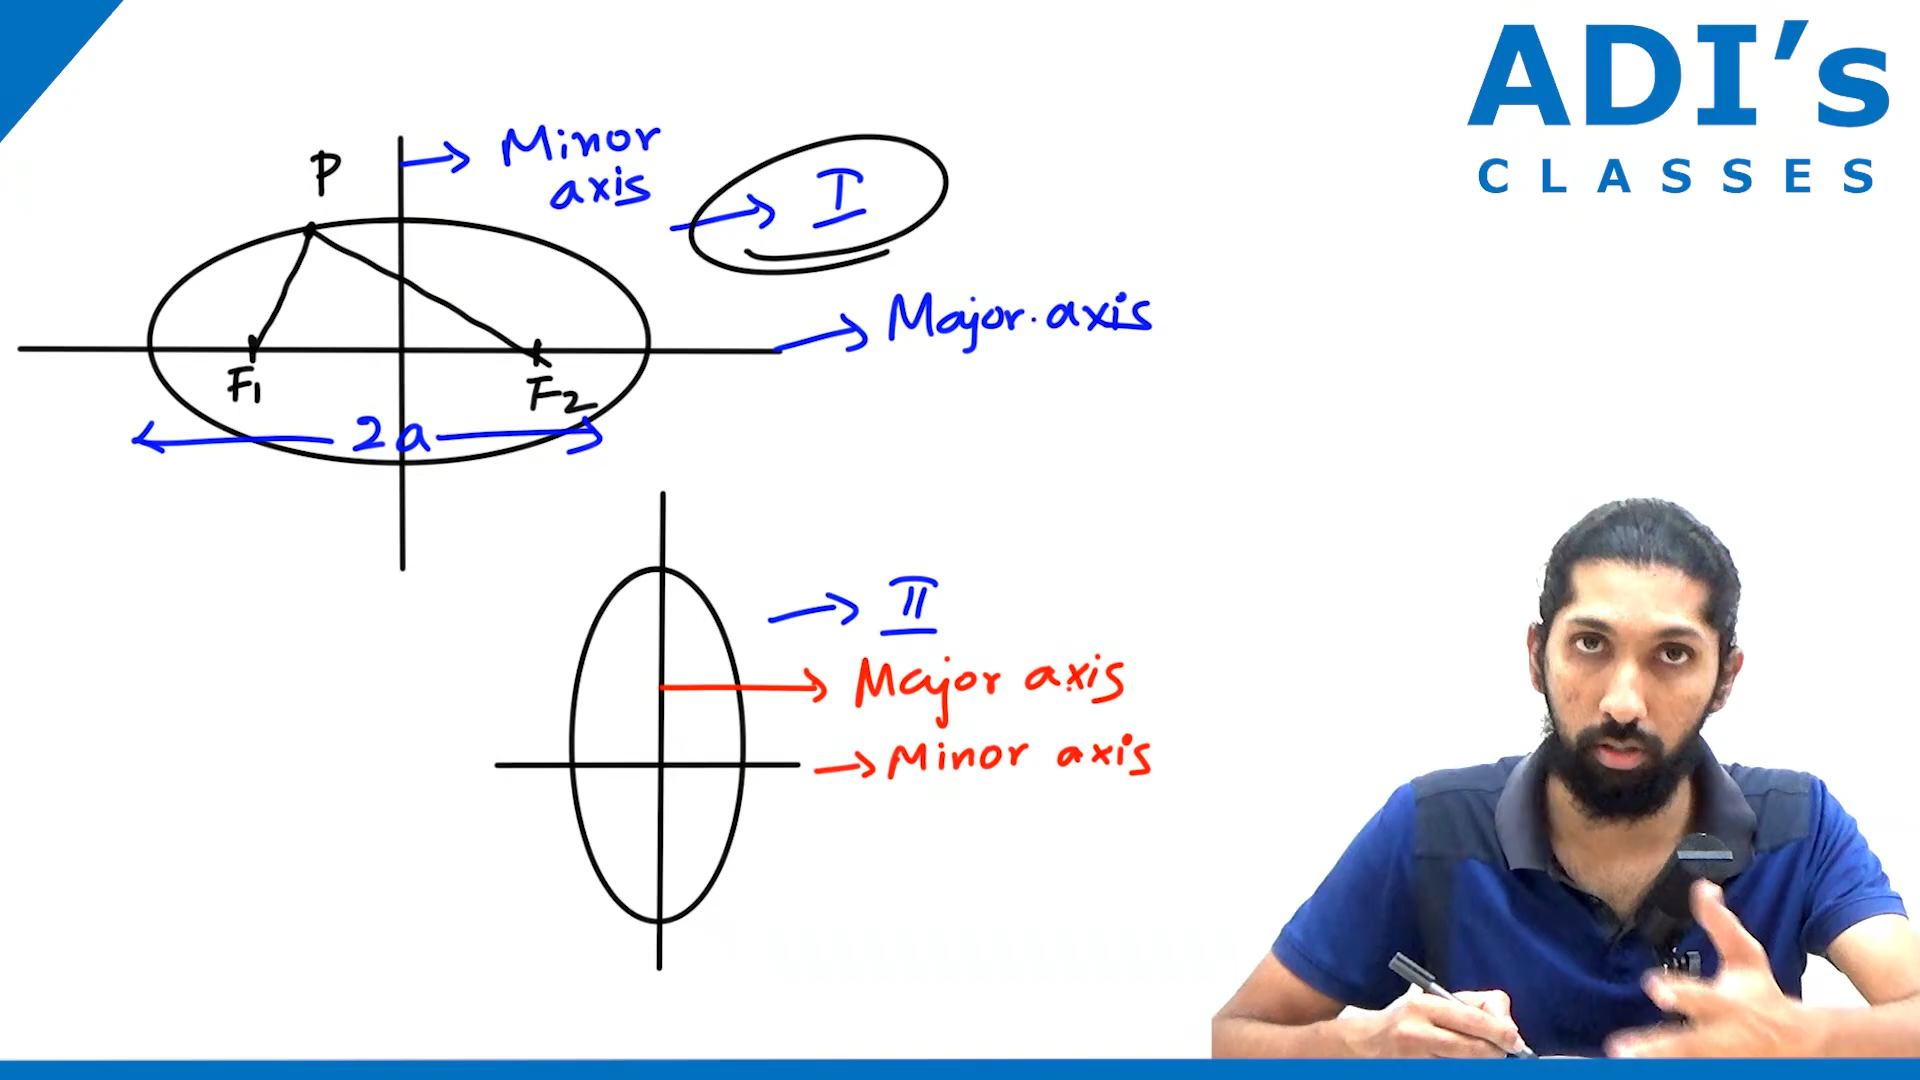 ADI's
CLASSES
Minor
axis
P
I
Major. axis
F1
F2
2a
II
Major axis
Minor axis